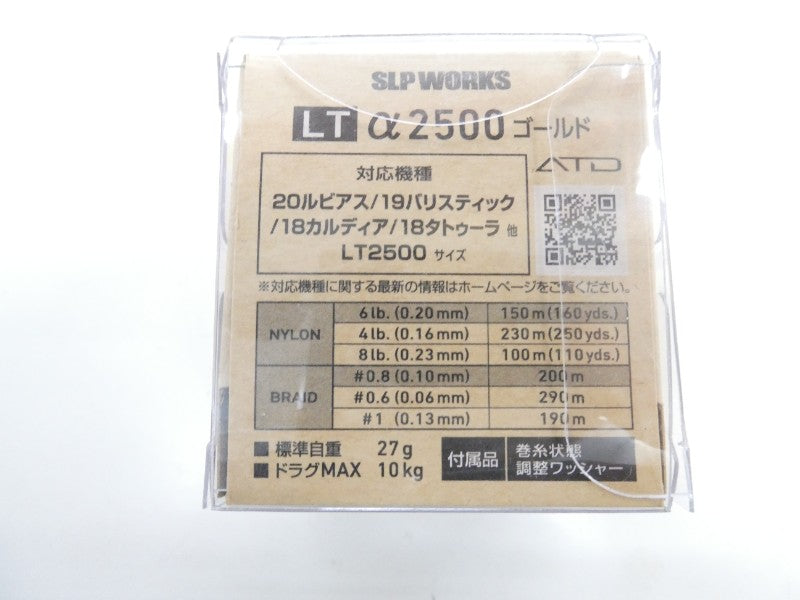 SLP WORKS
LT α2500 ゴールド
ATD
対応機種
20ルビアス/19バリスティック
/18カルディア/18タトゥーラ 他
LT2500 サイズ
※対応機種に関する最新の情報はホームページをご覧ください。
NYLON
6lb. (0.20mm) 150m(160yds.)
4lb. (0.16mm) 230m(250yds.)
8lb. (0.23mm) 100m(110yds.)
BRAID
#0.8 (0.10mm) 200m
#0.6 (0.06mm) 290m
#1 (0.13mm) 190m
■ 標準自重 27g
■ ドラグMAX 10kg
付属品
巻糸状態
調整ワッシャー